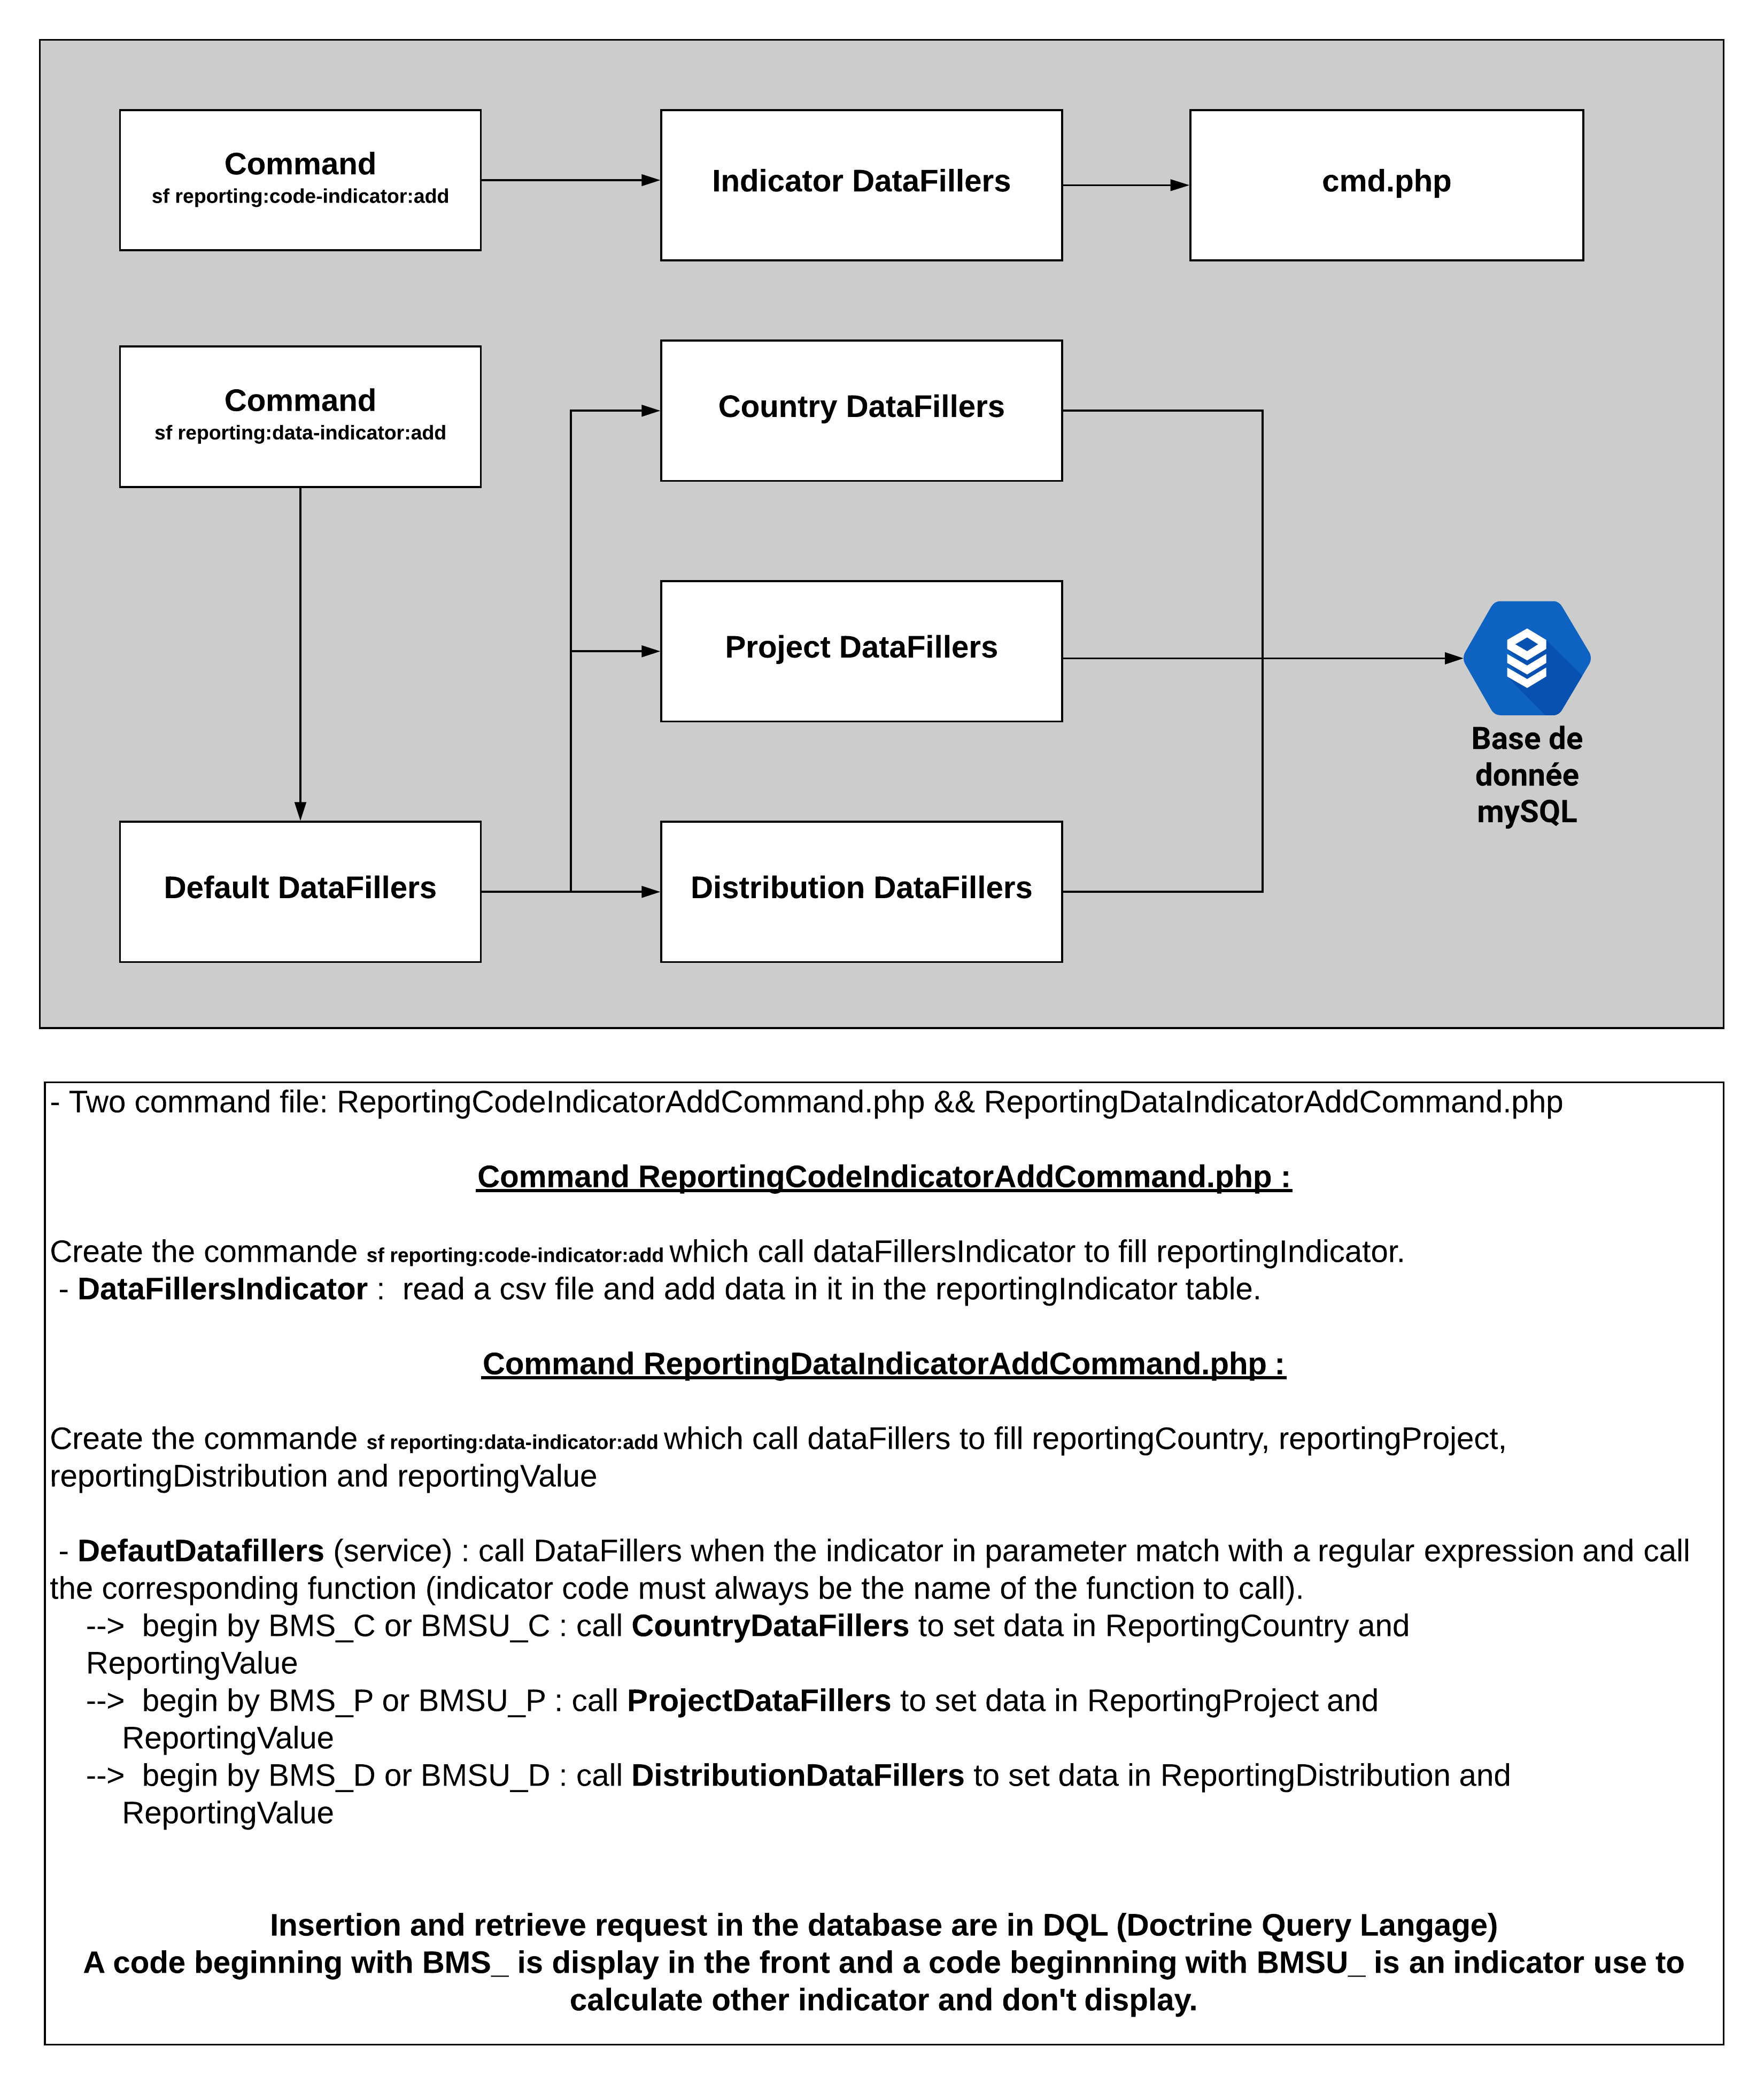 Command
sf reporting:code-indicator:add
Indicator DataFillers
cmd.php
Command
sf reporting:data-indicator:add
Country DataFillers
Project DataFillers
Base de
donnée
mySQL
Default DataFillers
Distribution DataFillers
- Two command file: ReportingCodeIndicatorAddCommand.php && ReportingDataIndicatorAddCommand.php
Command ReportingCodeIndicatorAddCommand.php :
Create the commande sf reporting:code-indicator:add which call dataFillersIndicator to fill reportingIndicator.
- DataFillersIndicator :  read a csv file and add data in it in the reportingIndicator table.
Command ReportingDataIndicatorAddCommand.php :
Create the commande sf reporting:data-indicator:add which call dataFillers to fill reportingCountry, reportingProject,
reportingDistribution and reportingValue
- DefautDatafillers (service) : call DataFillers when the indicator in parameter match with a regular expression and call
the corresponding function (indicator code must always be the name of the function to call).
-->  begin by BMS_C or BMSU_C : call CountryDataFillers to set data in ReportingCountry and
ReportingValue
-->  begin by BMS_P or BMSU_P : call ProjectDataFillers to set data in ReportingProject and
ReportingValue
-->  begin by BMS_D or BMSU_D : call DistributionDataFillers to set data in ReportingDistribution and
ReportingValue
Insertion and retrieve request in the database are in DQL (Doctrine Query Langage)
A code beginning with BMS_ is display in the front and a code beginnning with BMSU_ is an indicator use to
calculate other indicator and don't display.